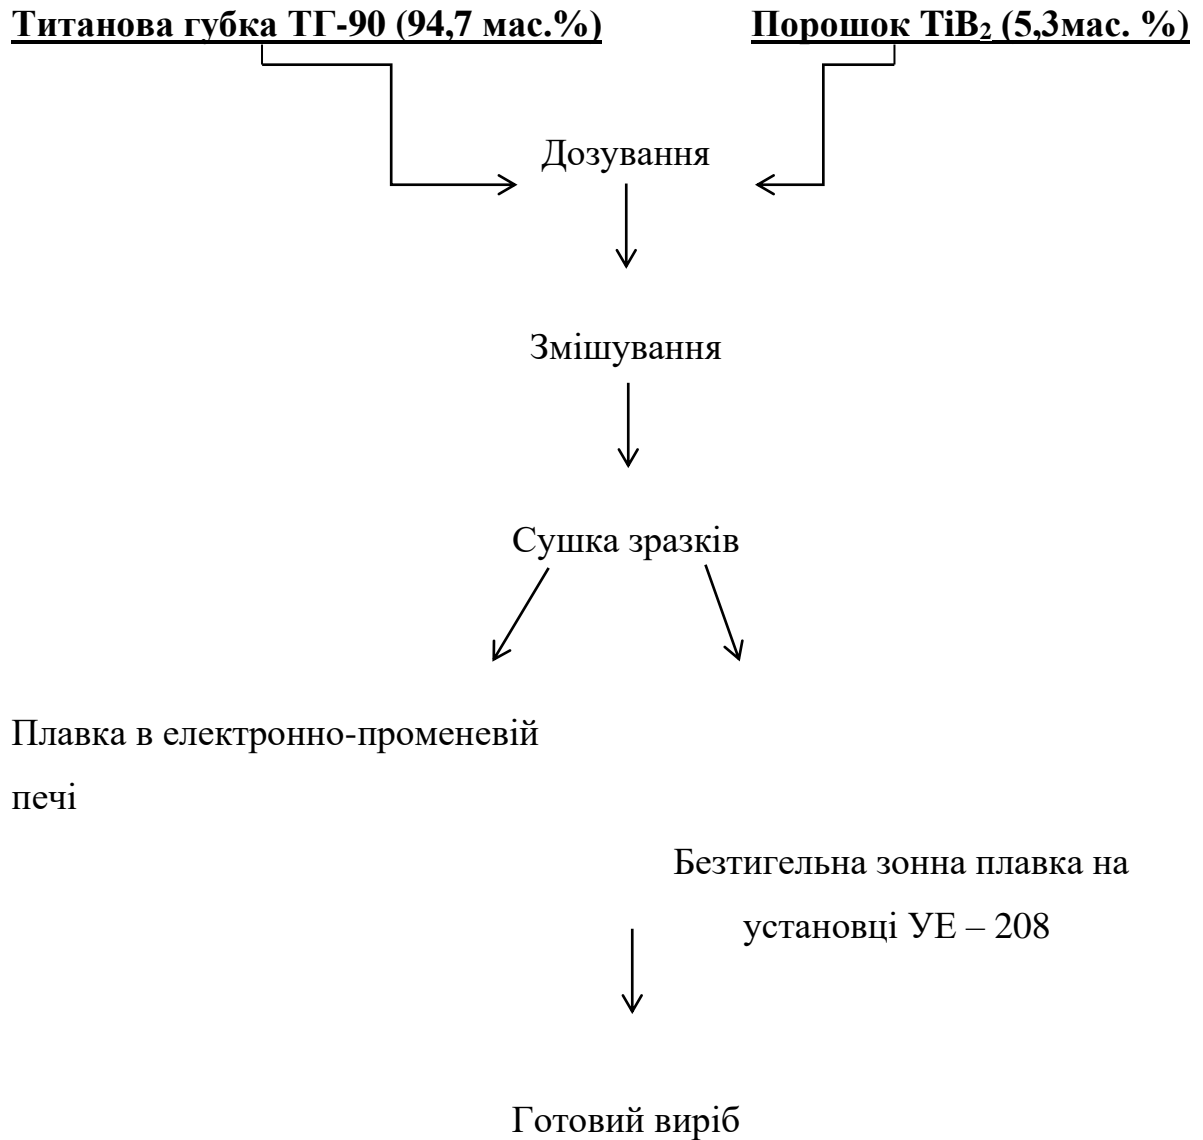 Титанова губка ТГ-90 (94,7 мас.%)
Порошок TiB₂ (5,3мас. %)
Дозування
Змішування
Сушка зразків
Плавка в електронно-променевій
печі
Безтигельна зонна плавка на
установці УЕ – 208
Готовий виріб